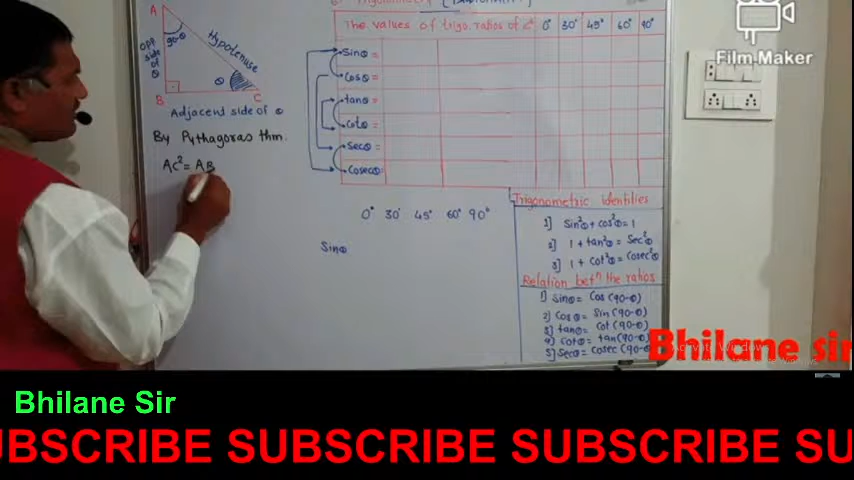 The values of trigo. ratios of
0° 30° 45° 60° 90°
Sinθ =
Cosθ =
tanθ =
Cotθ =
Secθ =
Cosecθ=
A
90-θ
Hypotenuse
Opp side of θ
θ
B
C
Adjacent side of θ
By Pythagoras thm.
AC²= AB
0° 30° 45° 60° 90°
Sinθ
Trigonometric identities
1] Sin²θ+cos²θ=1
2] 1+tan²θ=Sec²θ
3] 1+cot²θ=Cosec²θ
Relation betⁿ the ratios
1) Sinθ= Cos(90-θ)
2) Cosθ= Sin(90-θ)
3] tanθ= cot(90-θ)
4] Cotθ= tan(90-θ)
5] Secθ= Cosec(90-θ
Film Maker
Bhilane sir
Bhilane Sir
UBSCRIBE SUBSCRIBE SUBSCRIBE SU